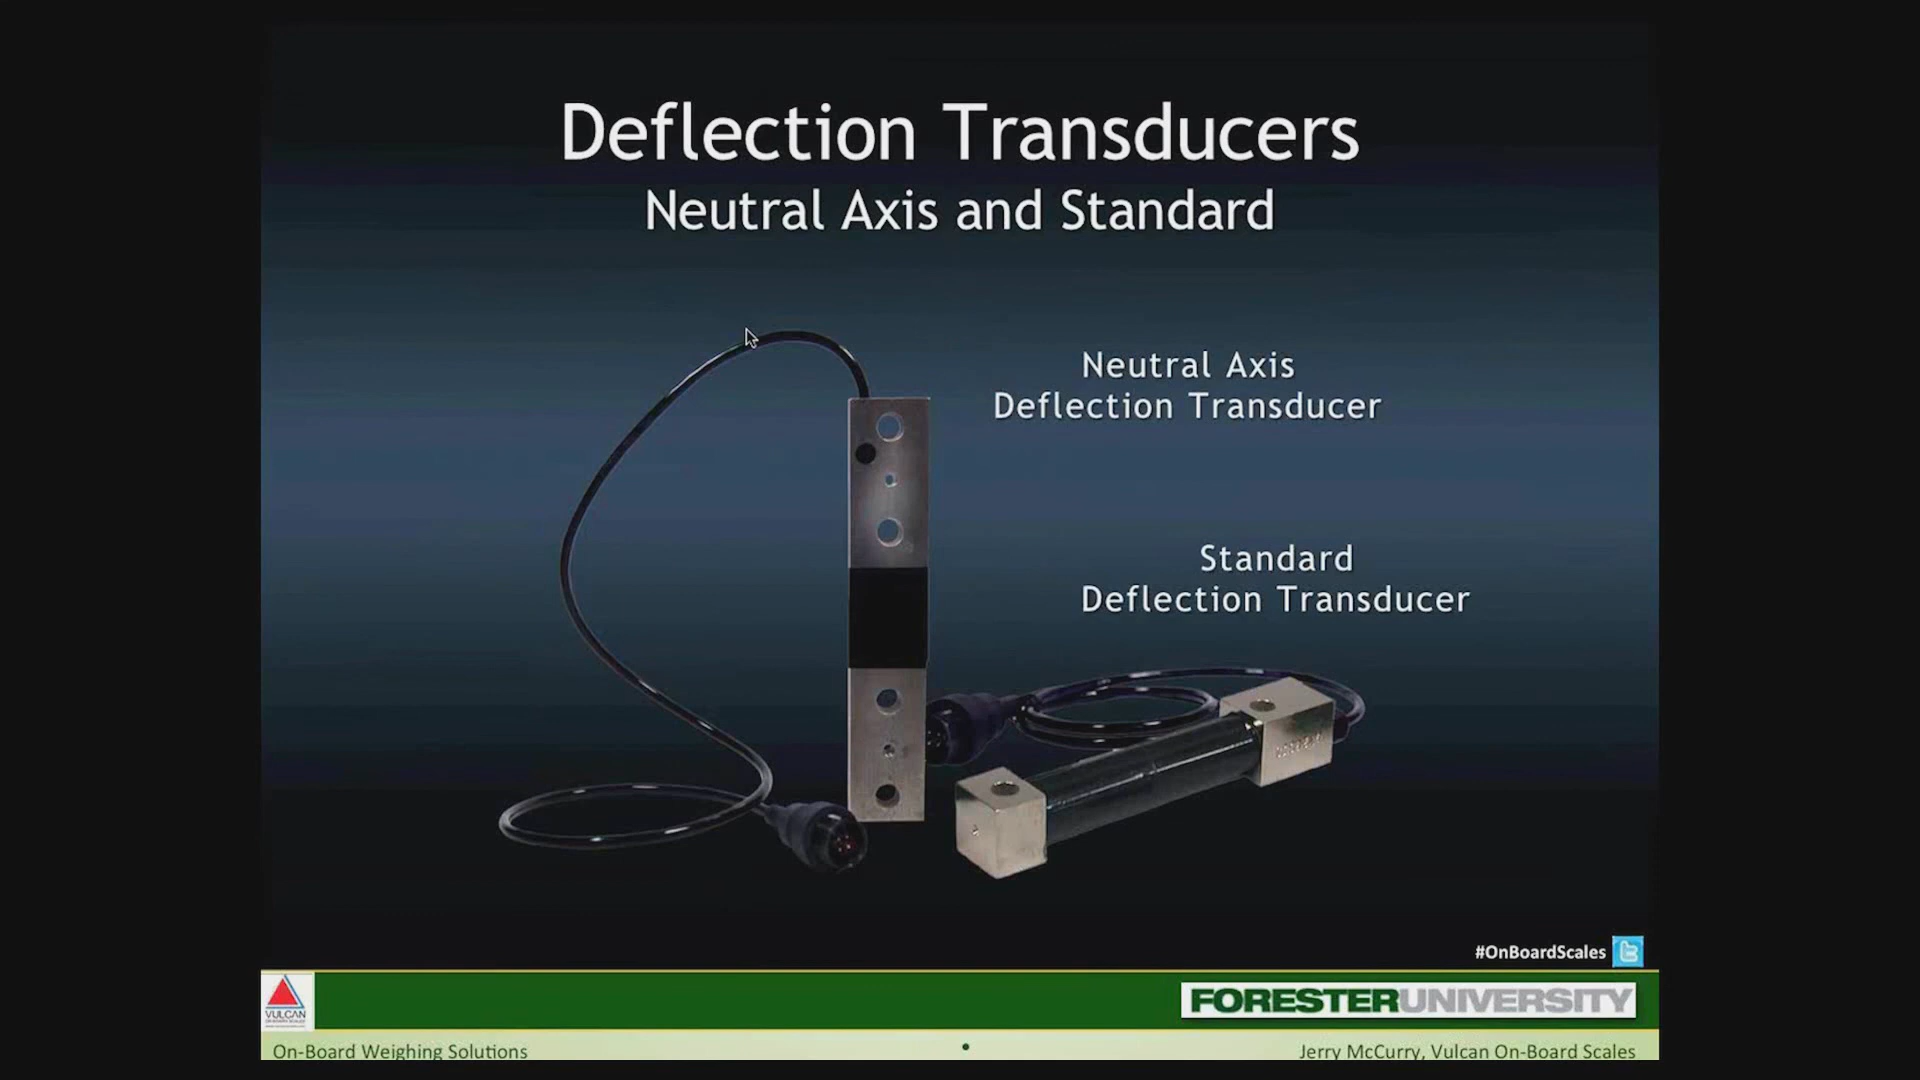 Deflection Transducers
Neutral Axis and Standard
Neutral Axis
Deflection Transducer
Standard
Deflection Transducer
#OnBoardScales
VULCAN
FORESTERUNIVERSITY
On-Board Weighing Solutions
Jerry McCurry, Vulcan On-Board Scales